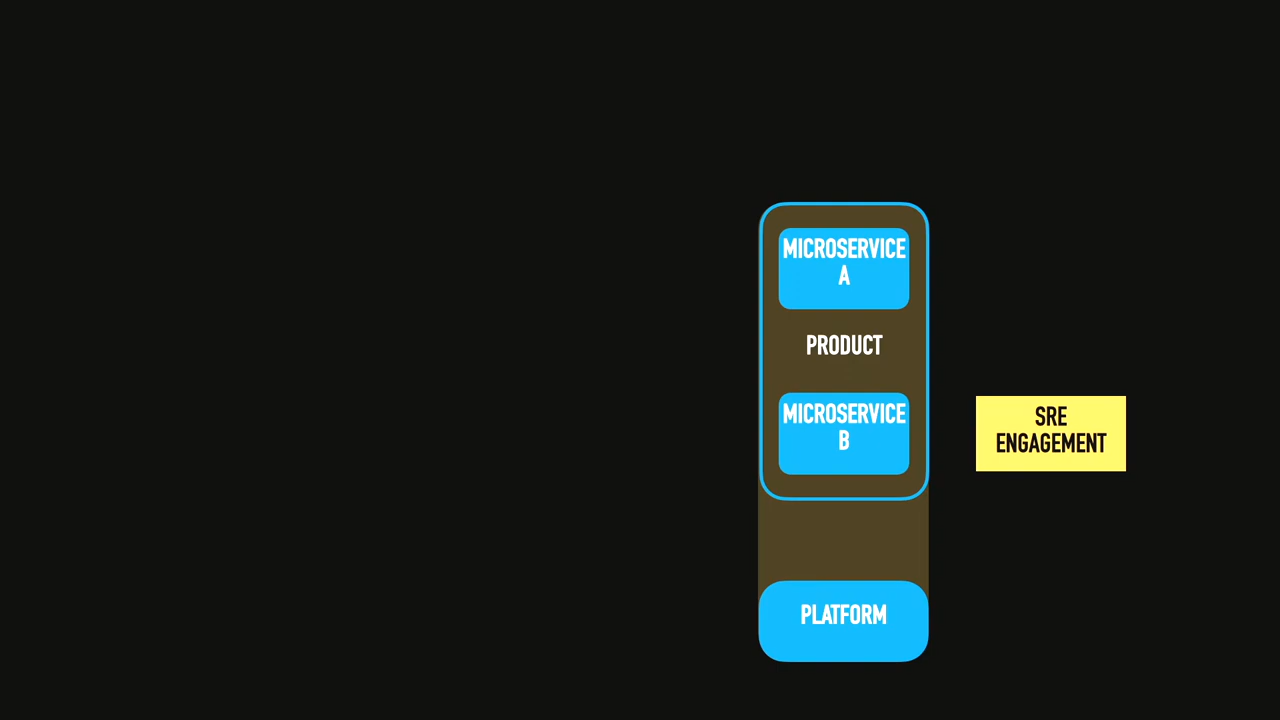 MICROSERVICE
A
PRODUCT
MICROSERVICE
B
SRE
ENGAGEMENT
PLATFORM